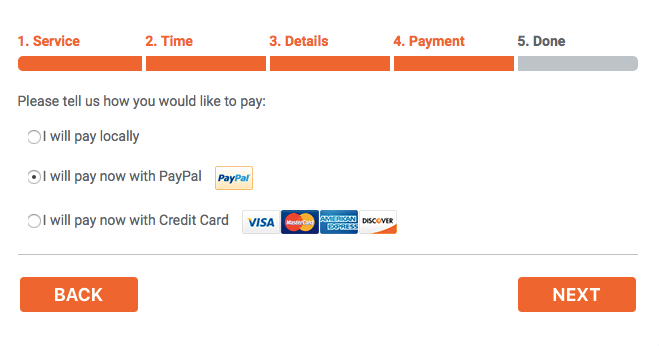 1. Service 2. Time 3. Details 4. Payment 5. Done
Please tell us how you would like to pay:
I will pay locally
I will pay now with PayPal PayPal
I will pay now with Credit Card VISA MasterCard AMERICAN EXPRESS DISCOVER
BACK NEXT